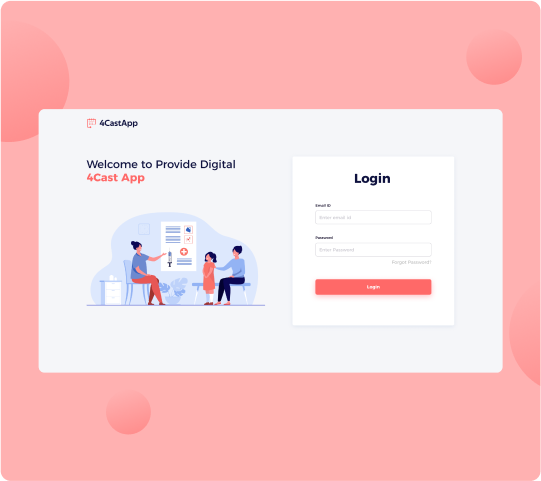 4CastApp
Welcome to Provide Digital
4Cast App
Login
Email ID
Enter email id
Password
Enter Password
Forgot Password?
Login